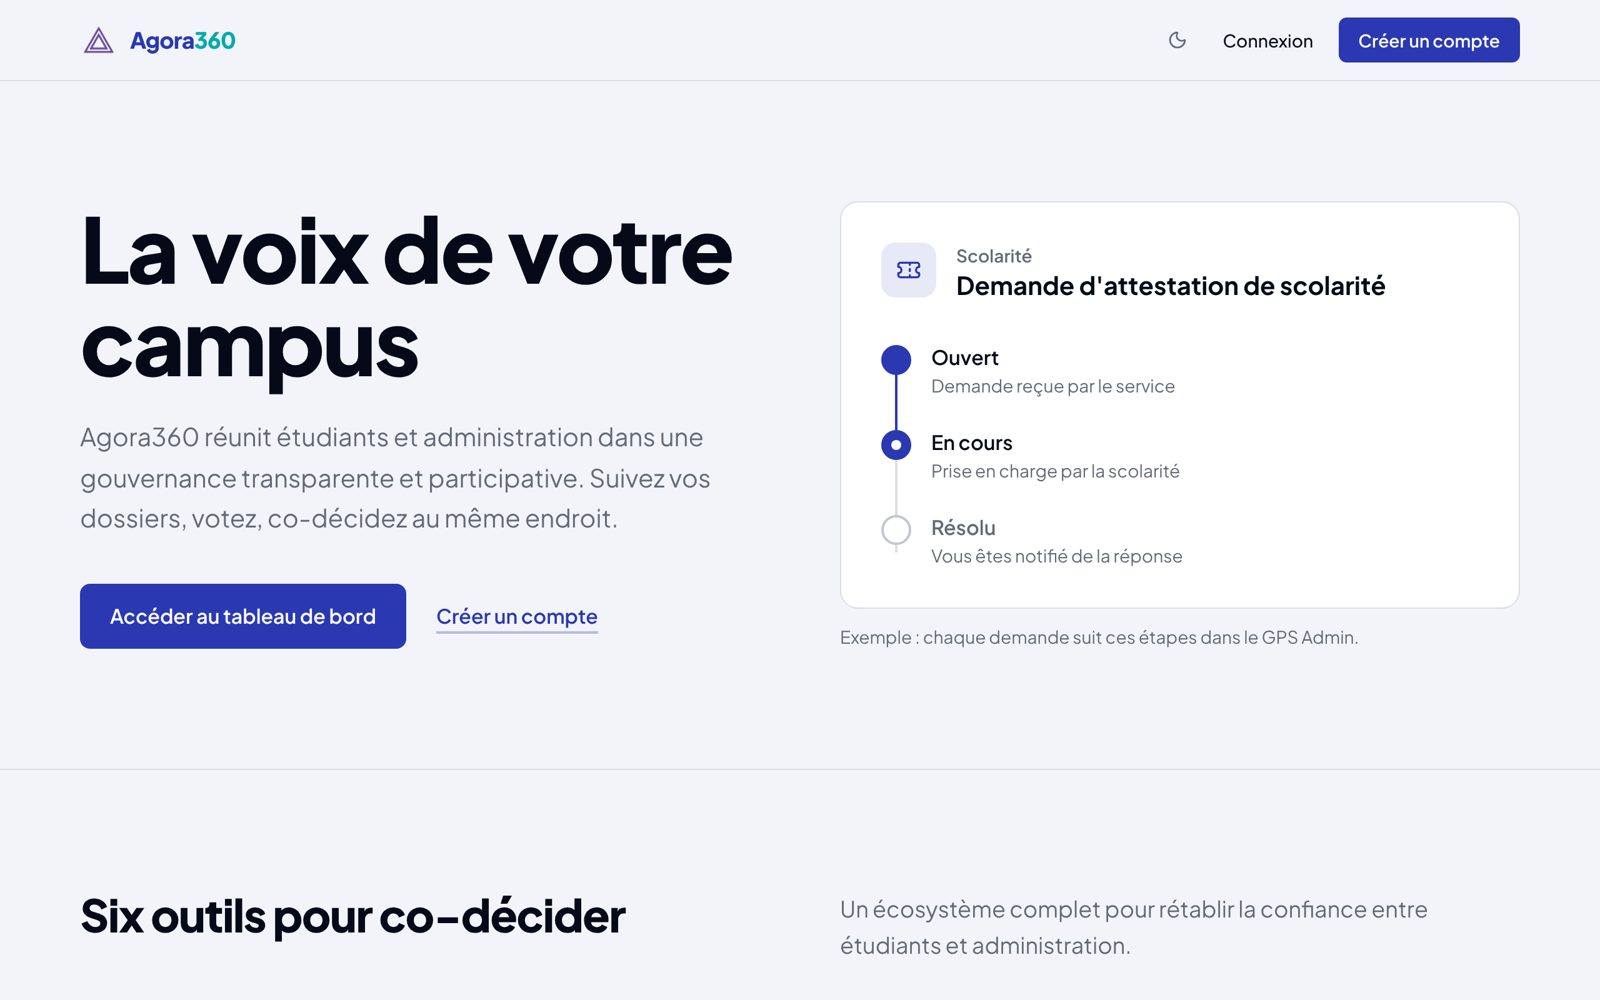 Agora360
Connexion
Créer un compte
La voix de votre
campus
Agora360 réunit étudiants et administration dans une
gouvernance transparente et participative. Suivez vos
dossiers, votez, co-décidez au même endroit.
Accéder au tableau de bord
Créer un compte
Scolarité
Demande d'attestation de scolarité
Ouvert
Demande reçue par le service
En cours
Prise en charge par la scolarité
Résolu
Vous êtes notifié de la réponse
Exemple : chaque demande suit ces étapes dans le GPS Admin.
Six outils pour co-décider
Un écosystème complet pour rétablir la confiance entre
étudiants et administration.